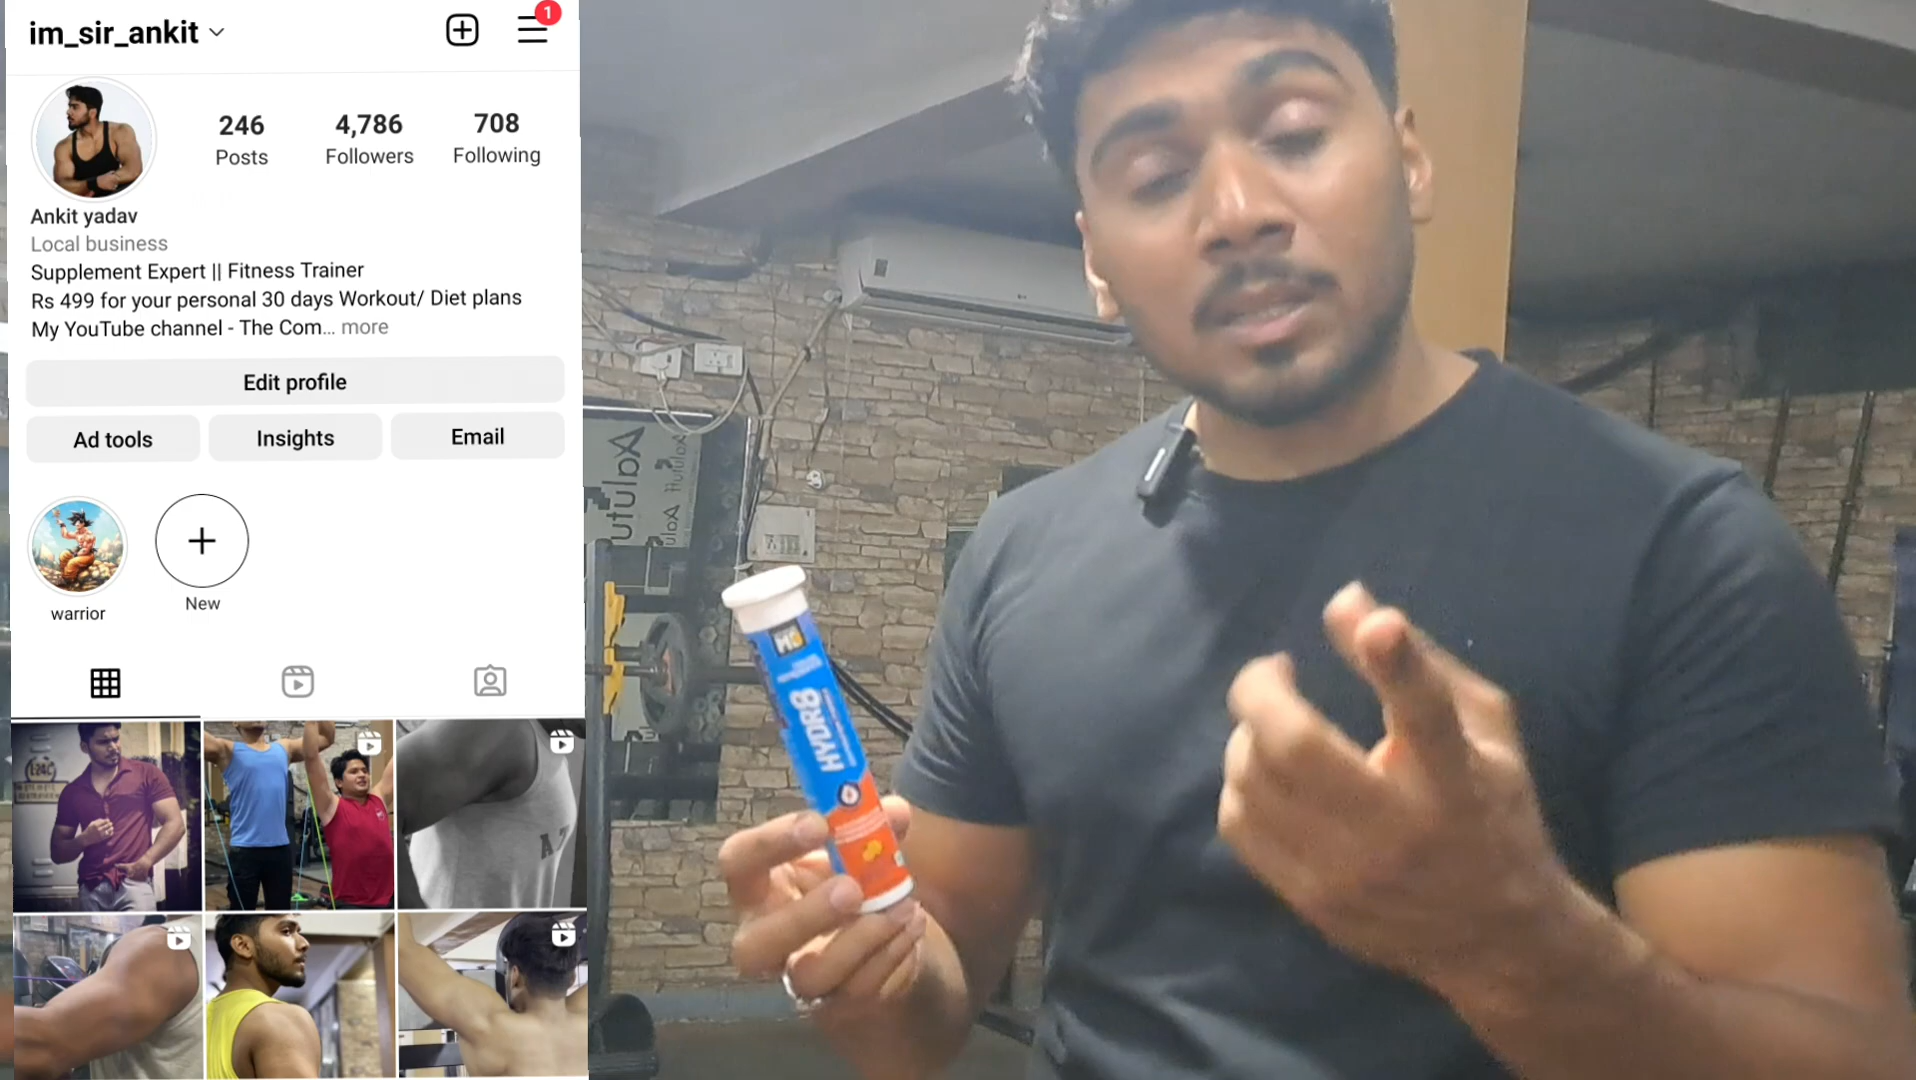 im_sir_ankit
1
246
Posts
4,786
Followers
708
Following
Ankit yadav
Local business
Supplement Expert || Fitness Trainer
Rs 499 for your personal 30 days Workout/ Diet plans
My YouTube channel - The Com... more
Edit profile
Ad tools
Insights
Email
warrior
New
HYDR8